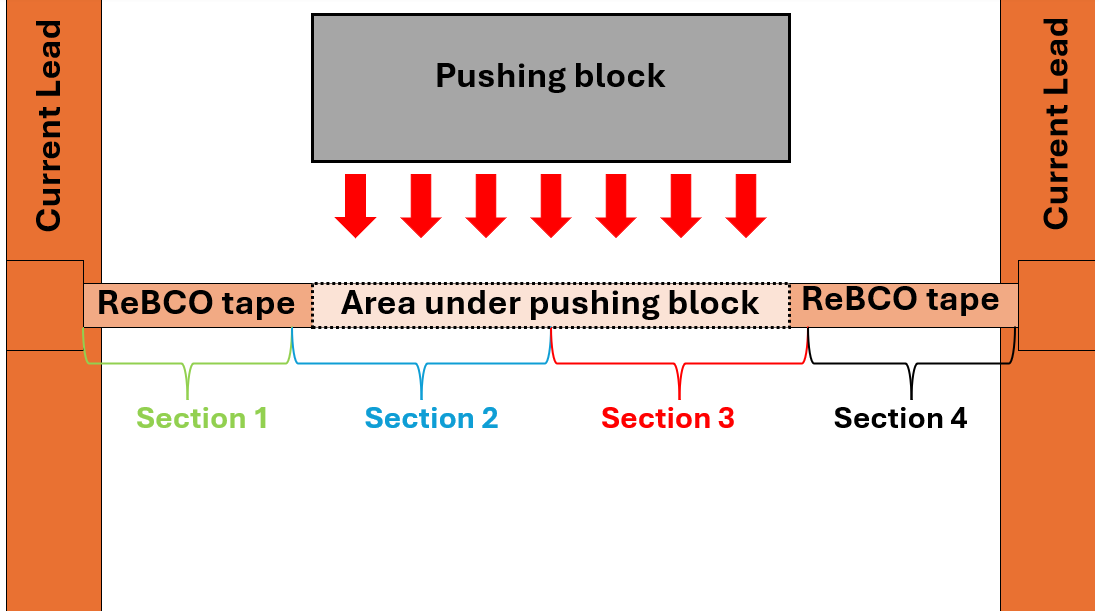 Current Lead
Pushing block
Current Lead
ReBCO tape
Area under pushing block
ReBCO tape
Section 1
Section 2
Section 3
Section 4